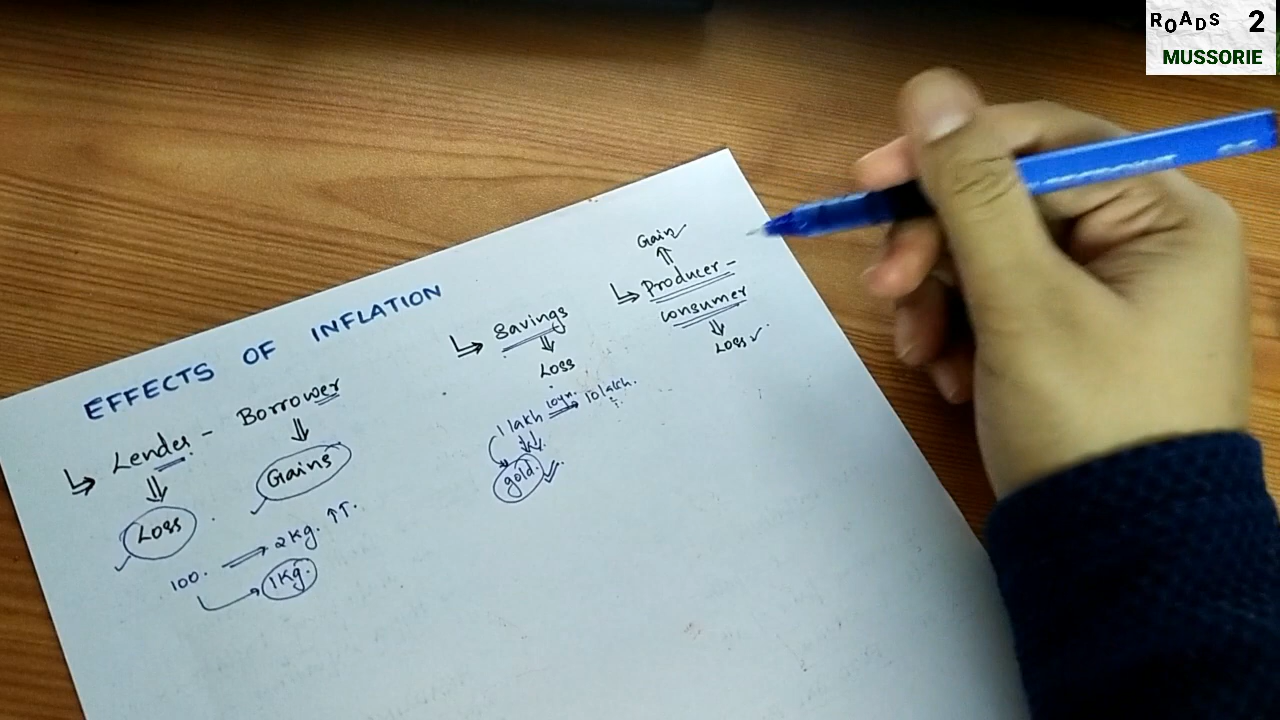 ROADS 2
MUSSORIE
EFFECTS OF INFLATION
Lender - Borrower
Loss
Gains
100.
2kg. ↑↑.
1kg.
Savings
Loss
1 lakh 10yr. 10 lakh.
gold.
Gain
Producer -
consumer
Loss